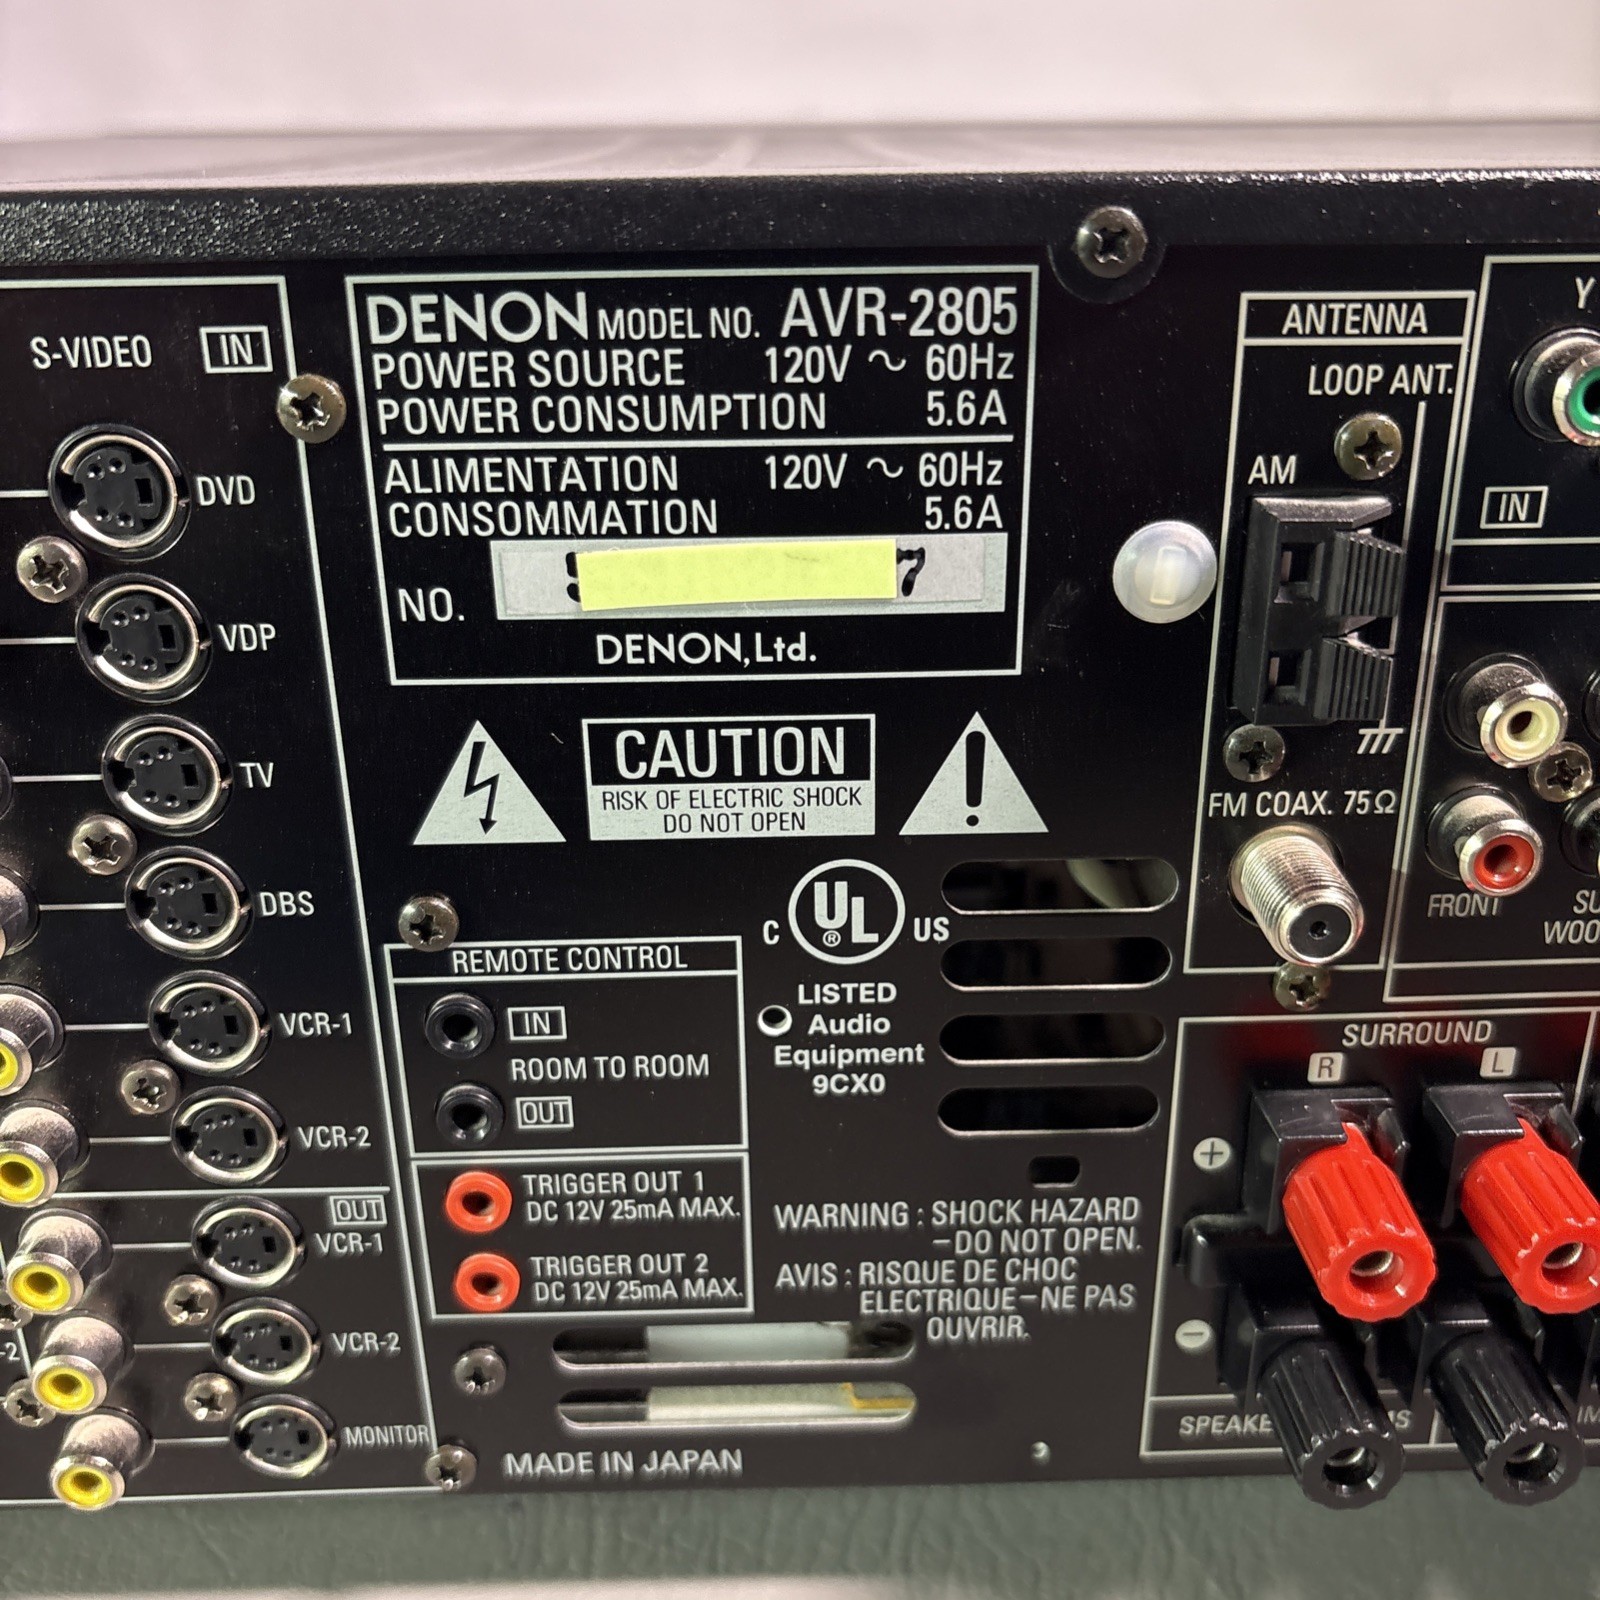 S-VIDEO IN
DVD
VDP
TV
DBS
VCR-1
VCR-2
OUT
VCR-1
VCR-2
MONITOR
-2
DENON MODEL NO. AVR-2805
POWER SOURCE 120V ~ 60Hz
POWER CONSUMPTION 5.6A
ALIMENTATION 120V ~ 60Hz
CONSOMMATION 5.6A
NO. 7
DENON, Ltd.
CAUTION
RISK OF ELECTRIC SHOCK
DO NOT OPEN
C UL® US
LISTED
Audio
Equipment
9CX0
REMOTE CONTROL
IN
ROOM TO ROOM
OUT
TRIGGER OUT 1
DC 12V 25mA MAX.
TRIGGER OUT 2
DC 12V 25mA MAX.
WARNING : SHOCK HAZARD
– DO NOT OPEN.
AVIS : RISQUE DE CHOC
ELECTRIQUE – NE PAS
OUVRIR.
MADE IN JAPAN
ANTENNA
LOOP ANT.
AM
FM COAX. 75Ω
Y
IN
FRONT
SURROUND
R L
+
−